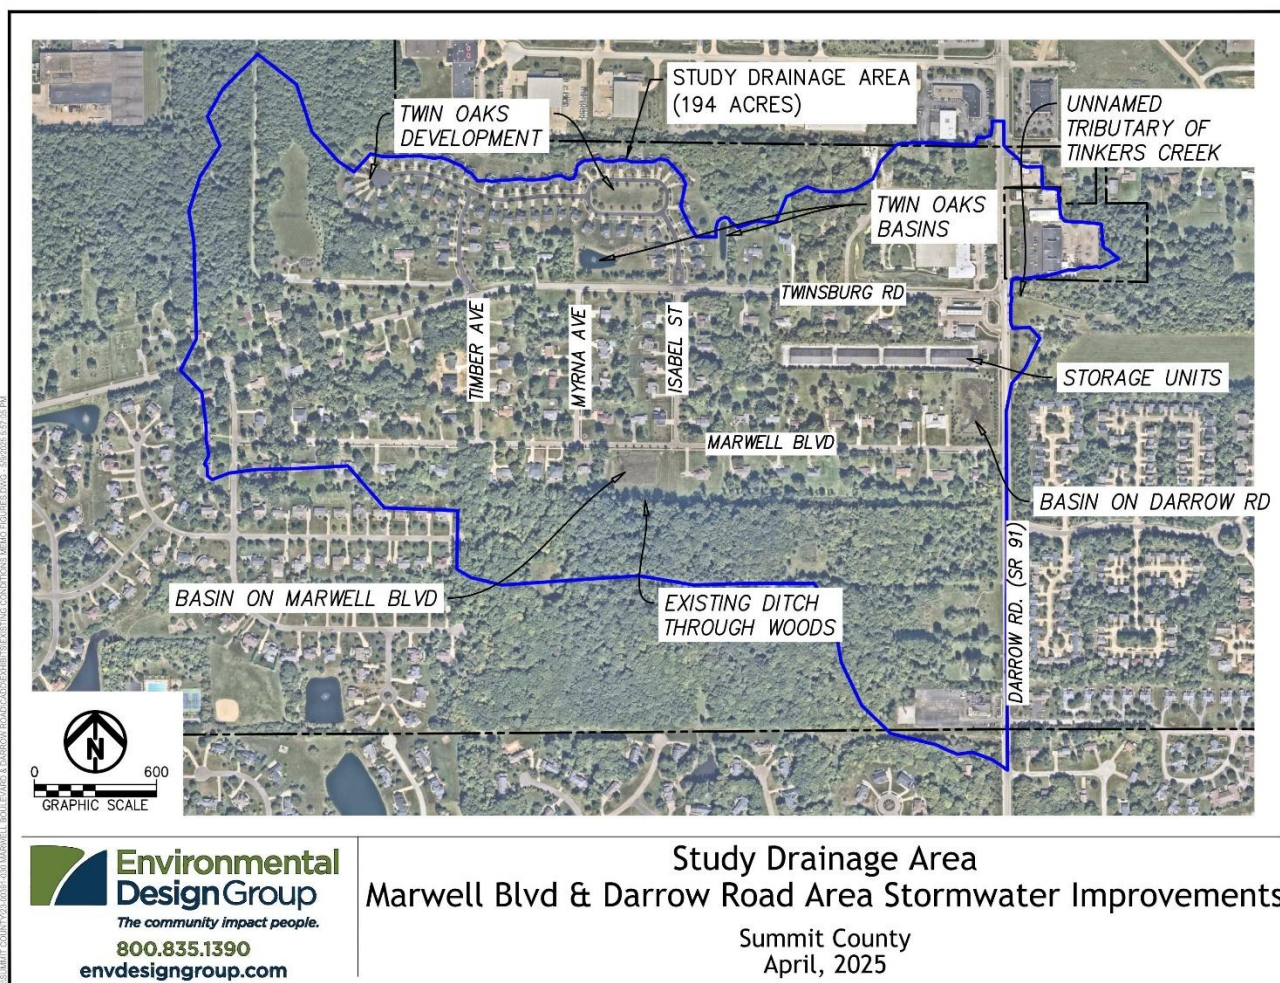 STUDY DRAINAGE AREA
(194 ACRES)
TWIN OAKS
DEVELOPMENT
UNNAMED
TRIBUTARY OF
TINKERS CREEK
TWIN OAKS
BASINS
TWINSBURG RD
TIMBER AVE
MYRNA AVE
ISABEL ST
STORAGE UNITS
MARWELL BLVD
BASIN ON DARROW RD
BASIN ON MARWELL BLVD
EXISTING DITCH
THROUGH WOODS
DARROW RD. (SR 91)
N
0 600
GRAPHIC SCALE
Environmental
Design Group
The community impact people.
800.835.1390
envdesigngroup.com
Study Drainage Area
Marwell Blvd & Darrow Road Area Stormwater Improvements
Summit County
April, 2025